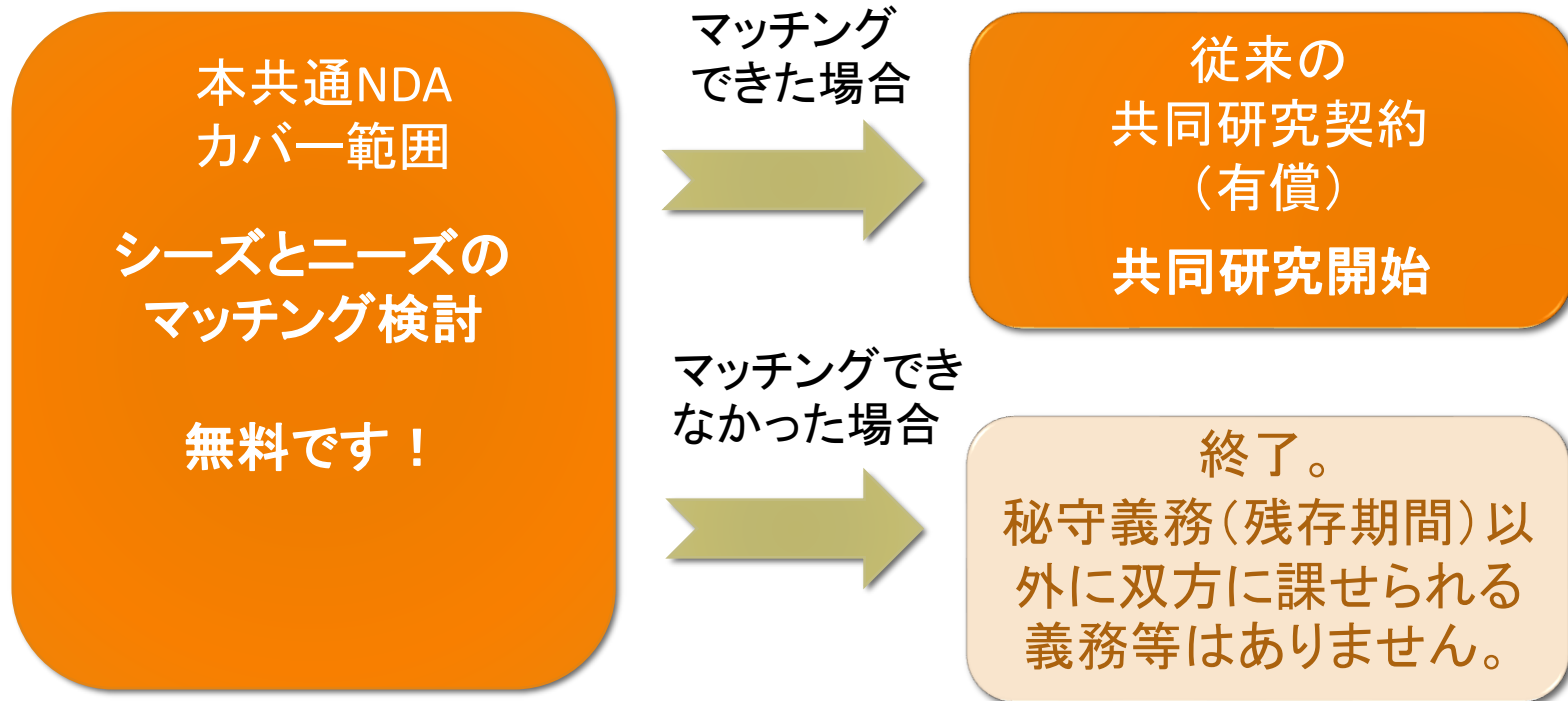 本共通NDA
カバー範囲
シーズとニーズの
マッチング検討
無料です！
マッチング
できた場合
従来の
共同研究契約
（有償）
共同研究開始
マッチングでき
なかった場合
終了。
秘守義務（残存期間）以
外に双方に課せられる
義務等はありません。